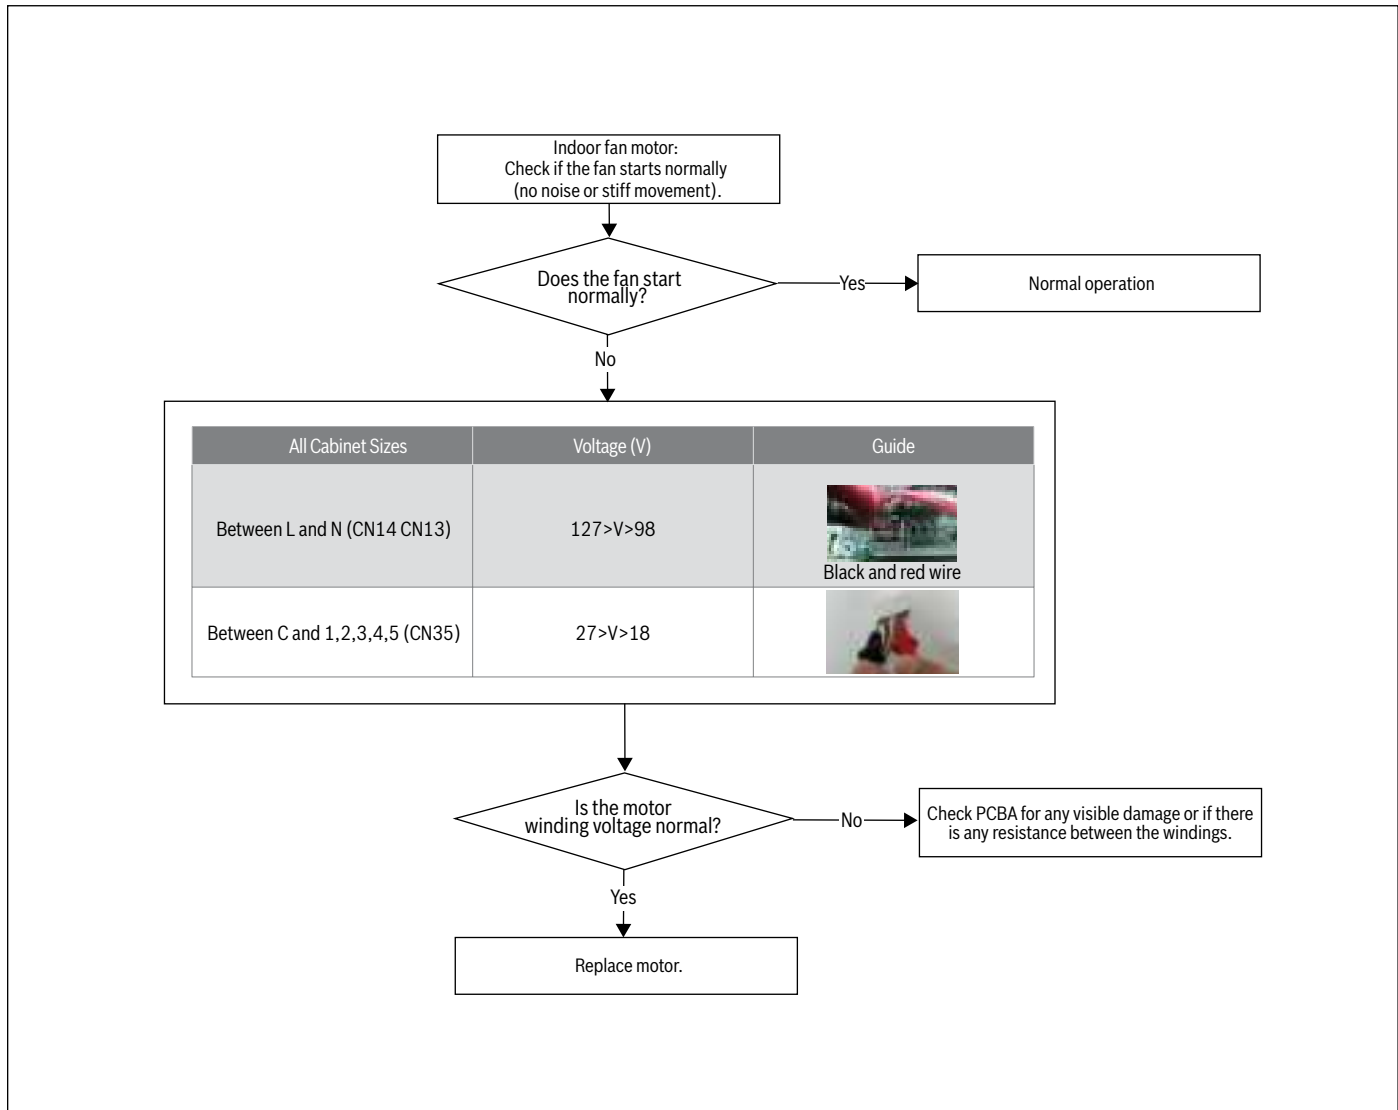 Indoor fan motor:
Check if the fan starts normally
(no noise or stiff movement).
Does the fan start
normally?
Yes
Normal operation
No
All Cabinet Sizes Voltage (V) Guide
Between L and N (CN14 CN13) 127>V>98
Black and red wire
Between C and 1,2,3,4,5 (CN35) 27>V>18
Is the motor
winding voltage normal?
No
Check PCBA for any visible damage or if there
is any resistance between the windings.
Yes
Replace motor.